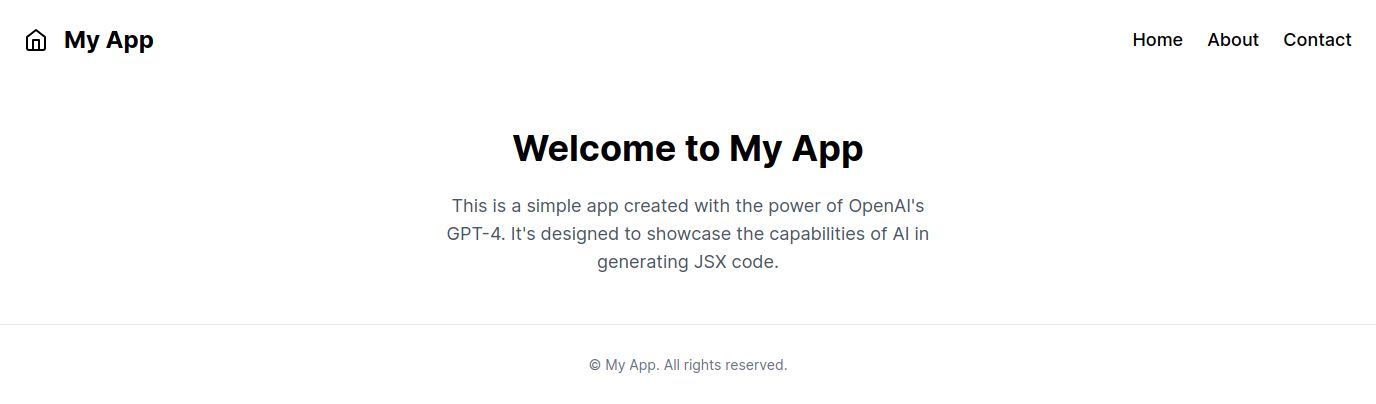 My App
Home About Contact
Welcome to My App
This is a simple app created with the power of OpenAI's
GPT-4. It's designed to showcase the capabilities of AI in
generating JSX code.
© My App. All rights reserved.